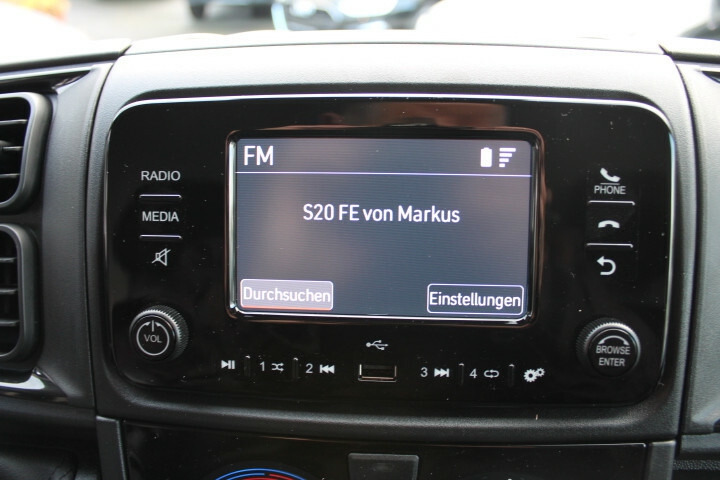 FM
S20 FE von Markus
Durchsuchen
Einstellungen
RADIO
MEDIA
VOL
PHONE
BROWSE
ENTER
1
2
3
4